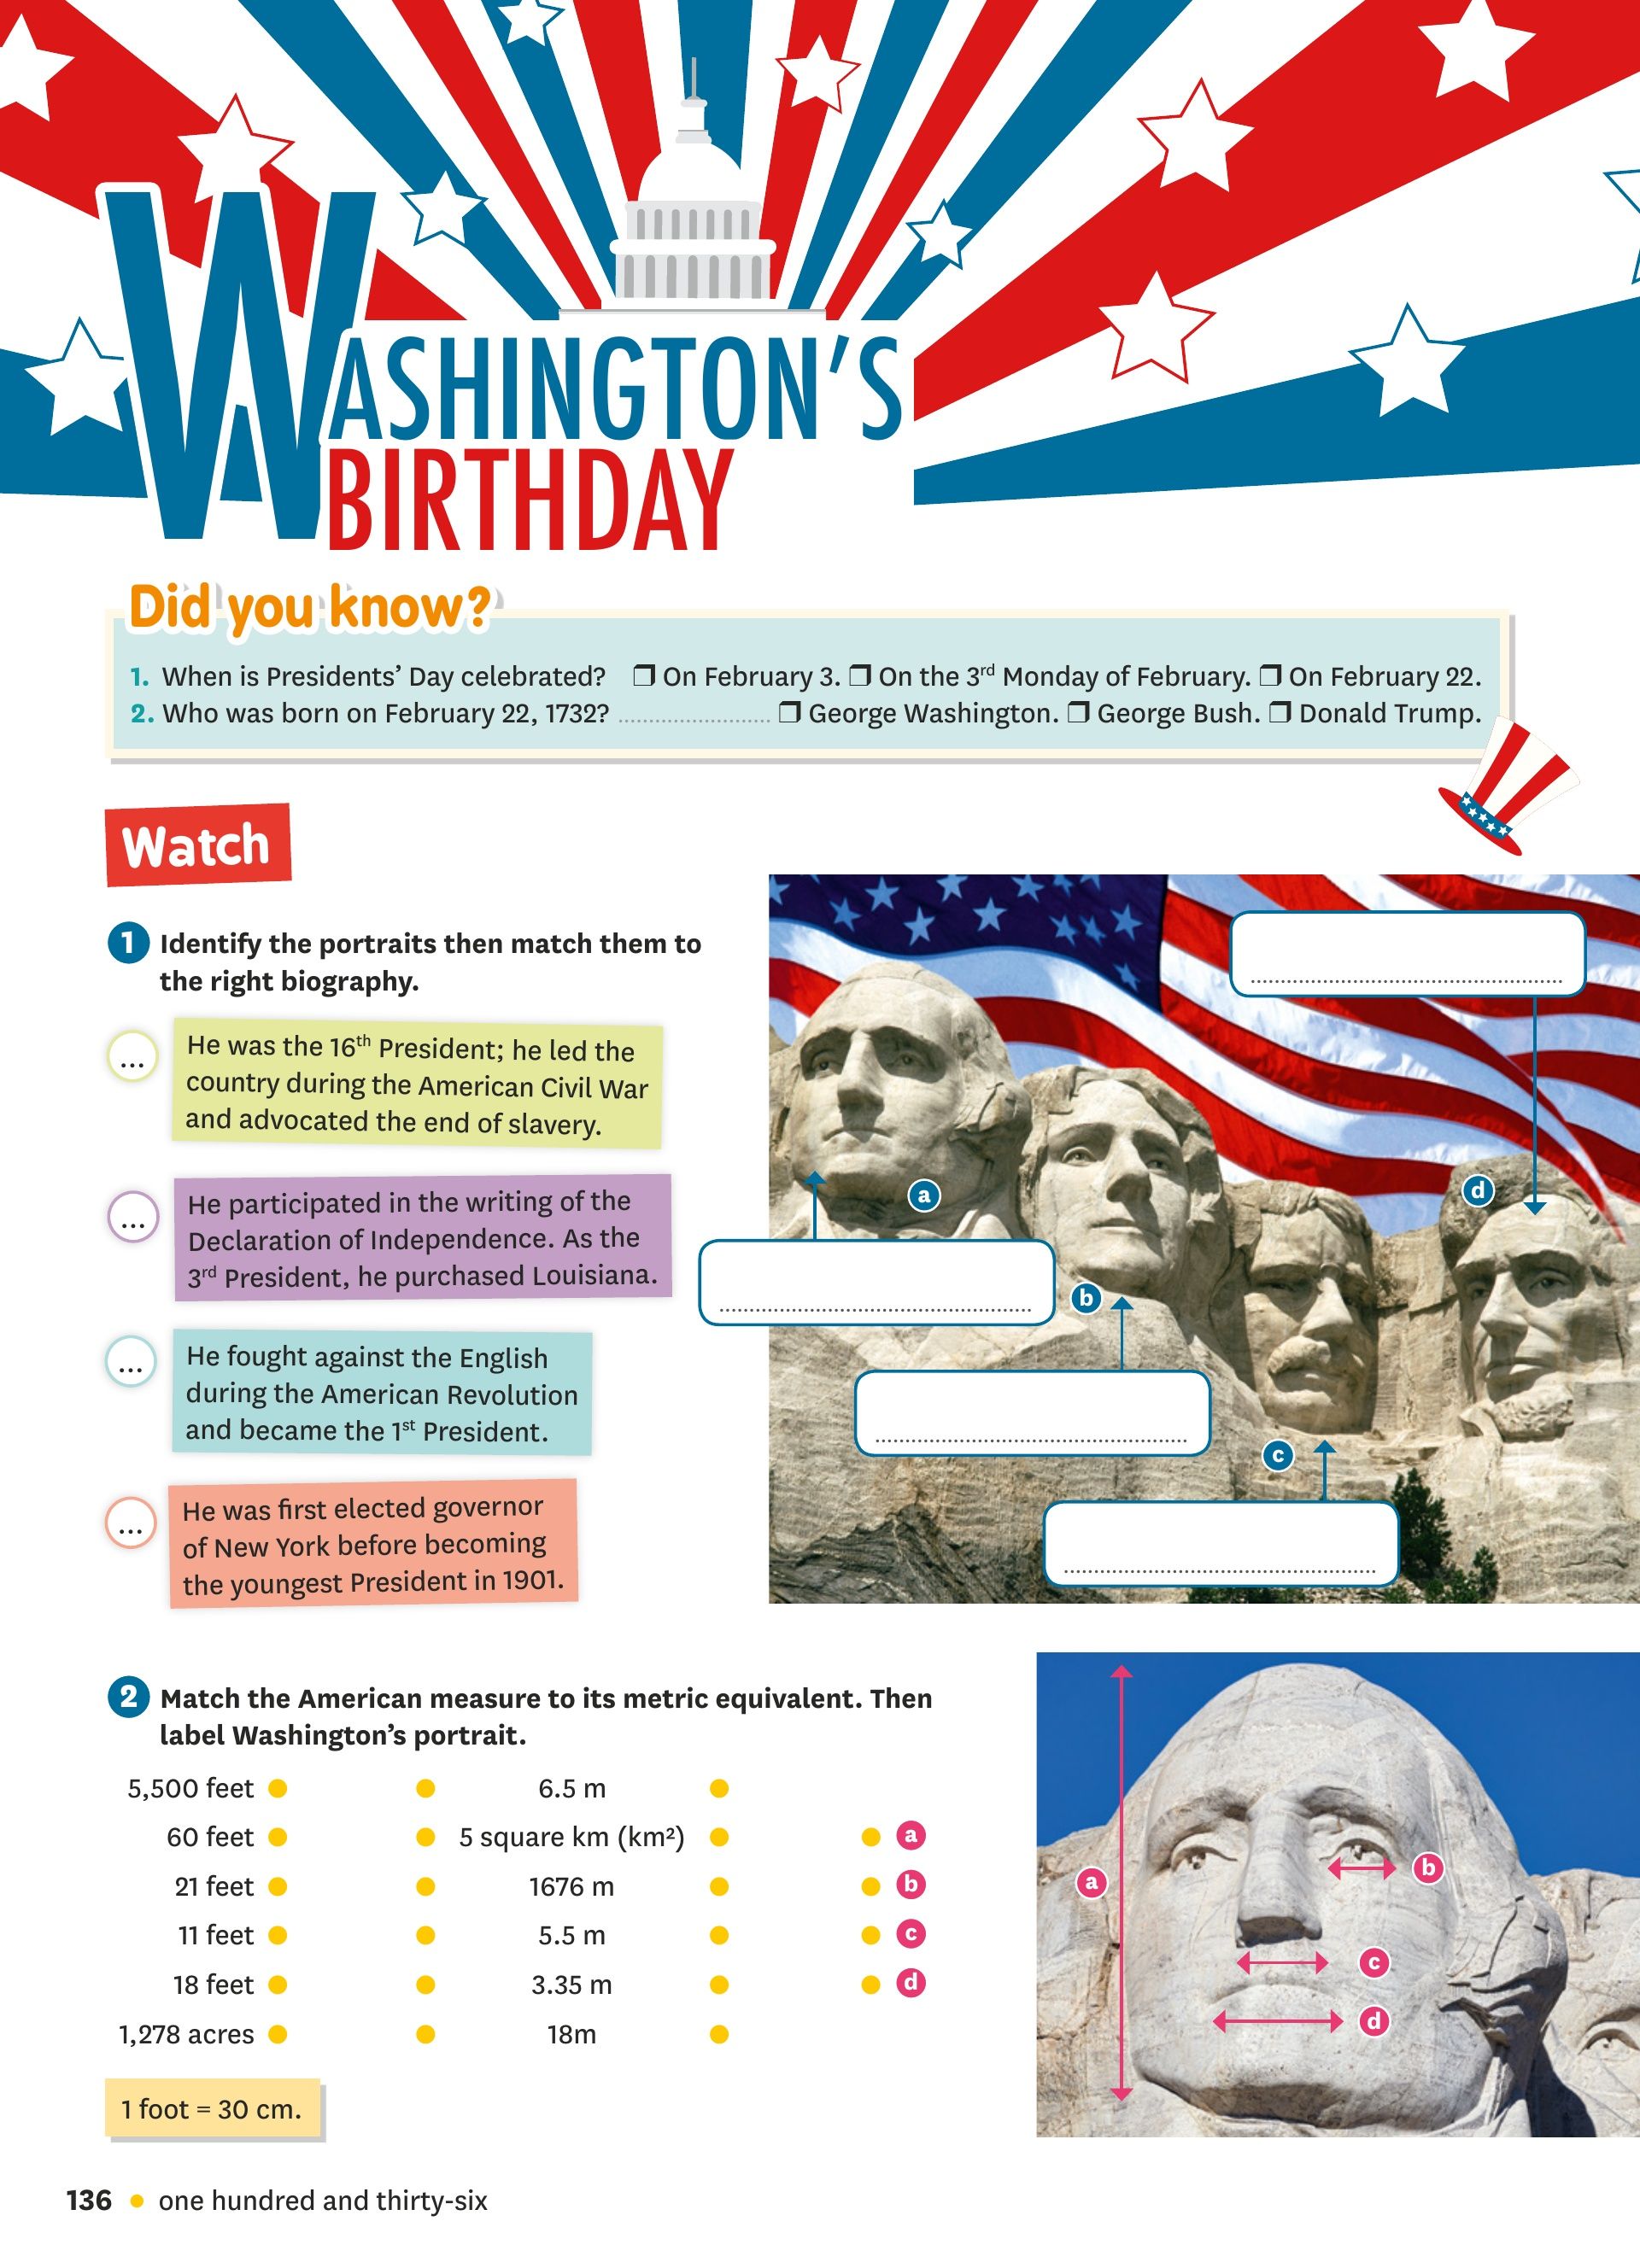 WASHINGTON'S
BIRTHDAY
Did you know?
1. When is Presidents' Day celebrated? ❒ On February 3. ❒ On the 3rd Monday of February. ❒ On February 22.
2. Who was born on February 22, 1732? ........................ ❒ George Washington. ❒ George Bush. ❒ Donald Trump.
Watch
1 Identify the portraits then match them to
the right biography.
... He was the 16th President; he led the
country during the American Civil War
and advocated the end of slavery.
... He participated in the writing of the
Declaration of Independence. As the
3rd President, he purchased Louisiana.
... He fought against the English
during the American Revolution
and became the 1st President.
... He was first elected governor
of New York before becoming
the youngest President in 1901.
a
b
c
d
2 Match the American measure to its metric equivalent. Then
label Washington's portrait.
5,500 feet 6.5 m
60 feet 5 square km (km²) a
21 feet 1676 m b
11 feet 5.5 m c
18 feet 3.35 m d
1,278 acres 18m
1 foot = 30 cm.
a
b
c
d
136 • one hundred and thirty-six